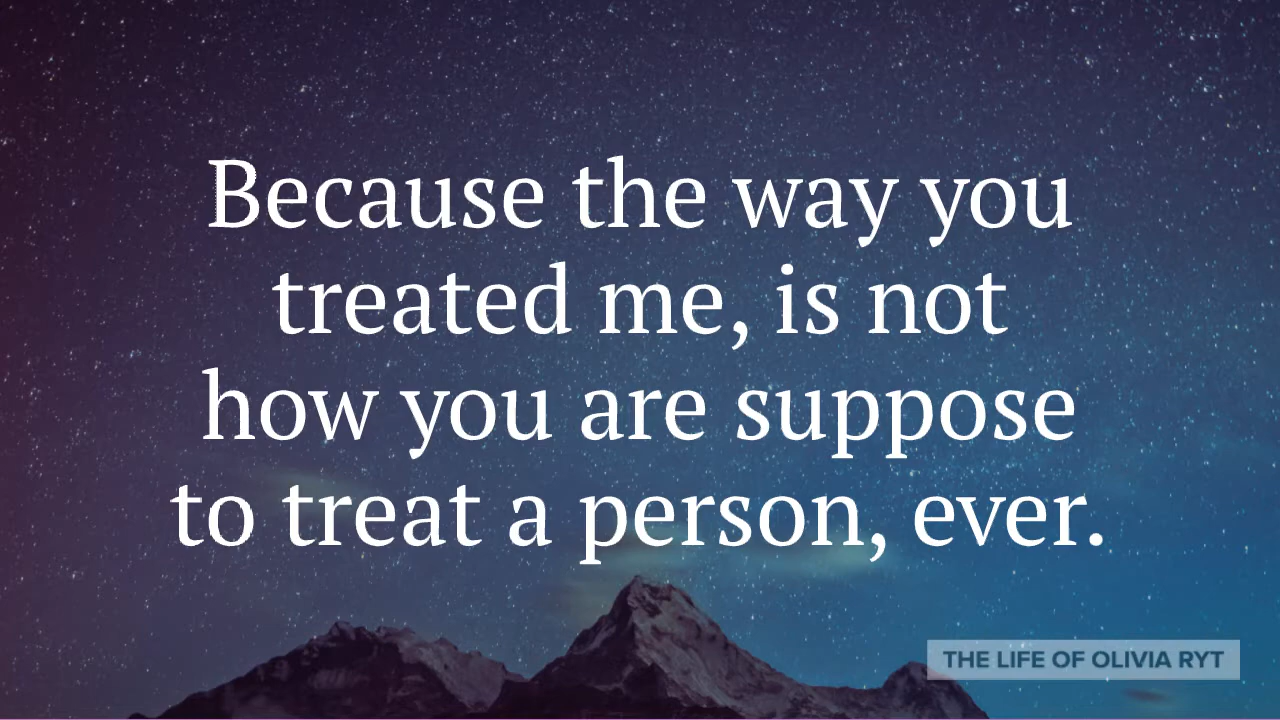 Because the way you
treated me, is not
how you are suppose
to treat a person, ever.
THE LIFE OF OLIVIA RYT